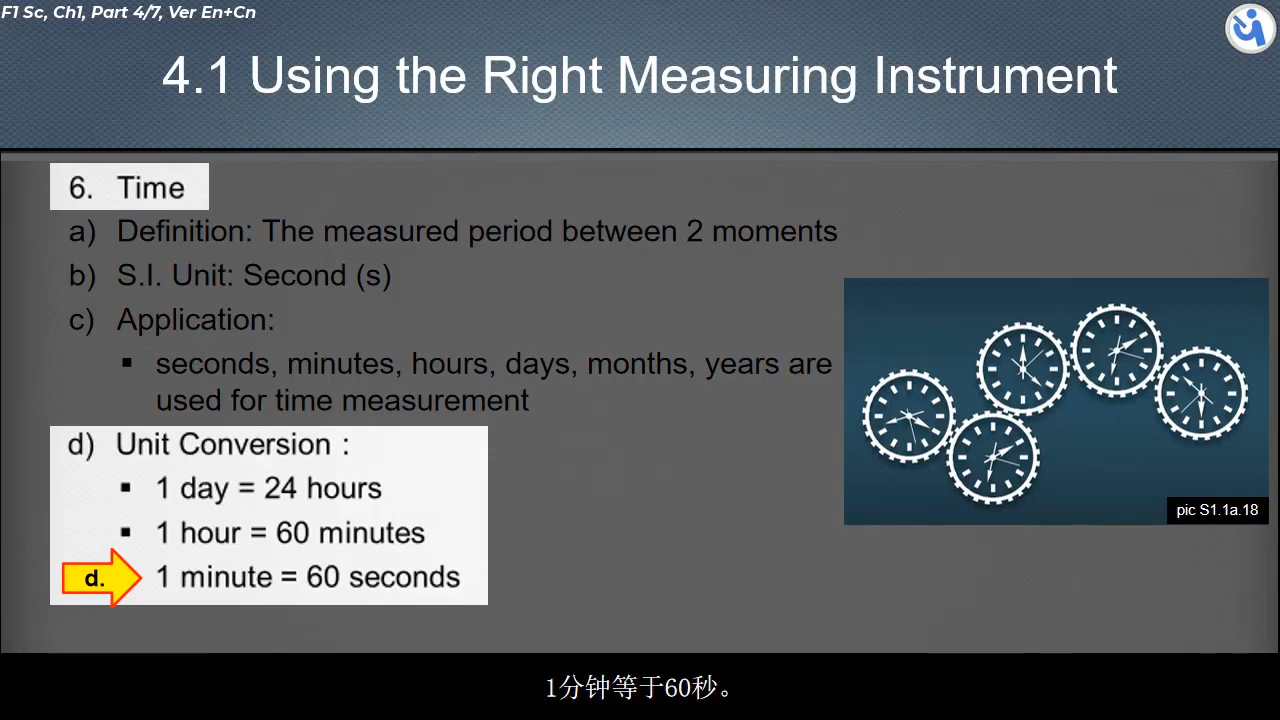 F1 Sc, Ch1, Part 4/7, Ver En+Cn
4.1 Using the Right Measuring Instrument
6. Time
a) Definition: The measured period between 2 moments
b) S.I. Unit: Second (s)
c) Application:
▪ seconds, minutes, hours, days, months, years are
used for time measurement
d) Unit Conversion :
▪ 1 day = 24 hours
▪ 1 hour = 60 minutes
d. 1 minute = 60 seconds
pic S1.1a.18
1分钟等于60秒。